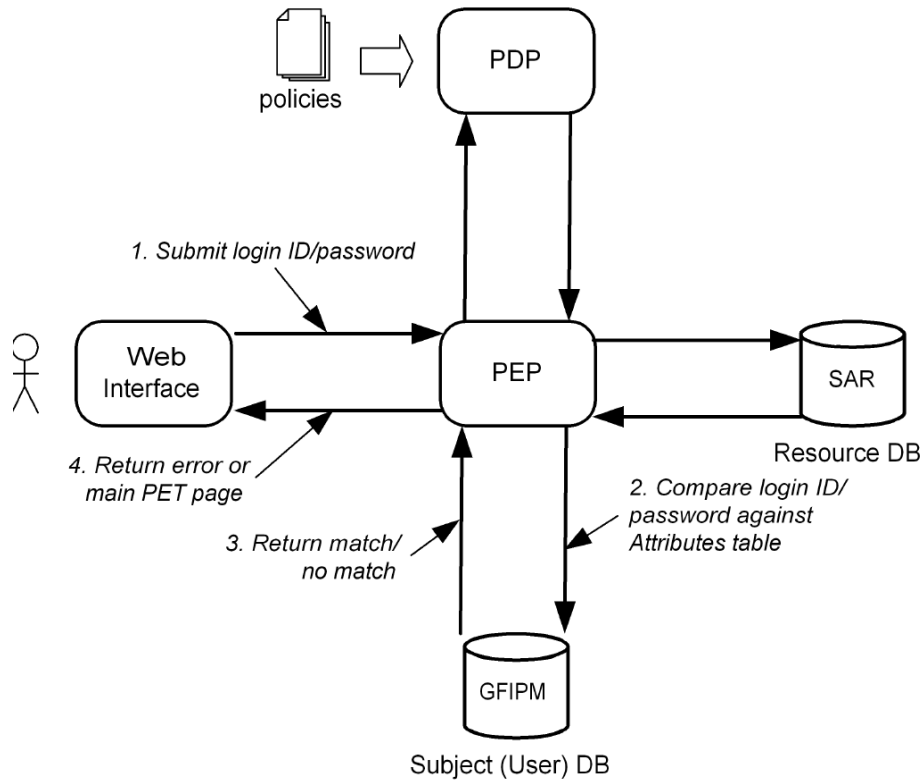 PDP
policies
1. Submit login ID/password
Web
Interface
PEP
SAR
Resource DB
4. Return error or
main PET page
2. Compare login ID/
password against
Attributes table
3. Return match/
no match
GFIPM
Subject (User) DB